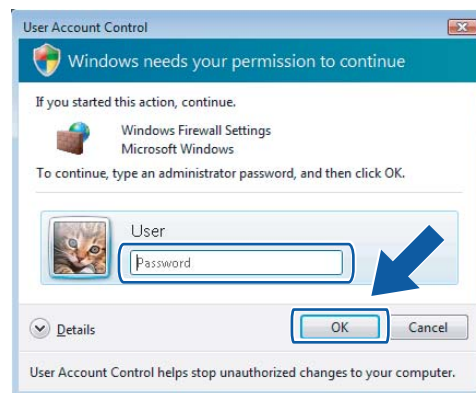 User Account Control
Windows needs your permission to continue
If you started this action, continue.
Windows Firewall Settings
Microsoft Windows
To continue, type an administrator password, and then click OK.
User
Password
Details
OK
Cancel
User Account Control helps stop unauthorized changes to your computer.